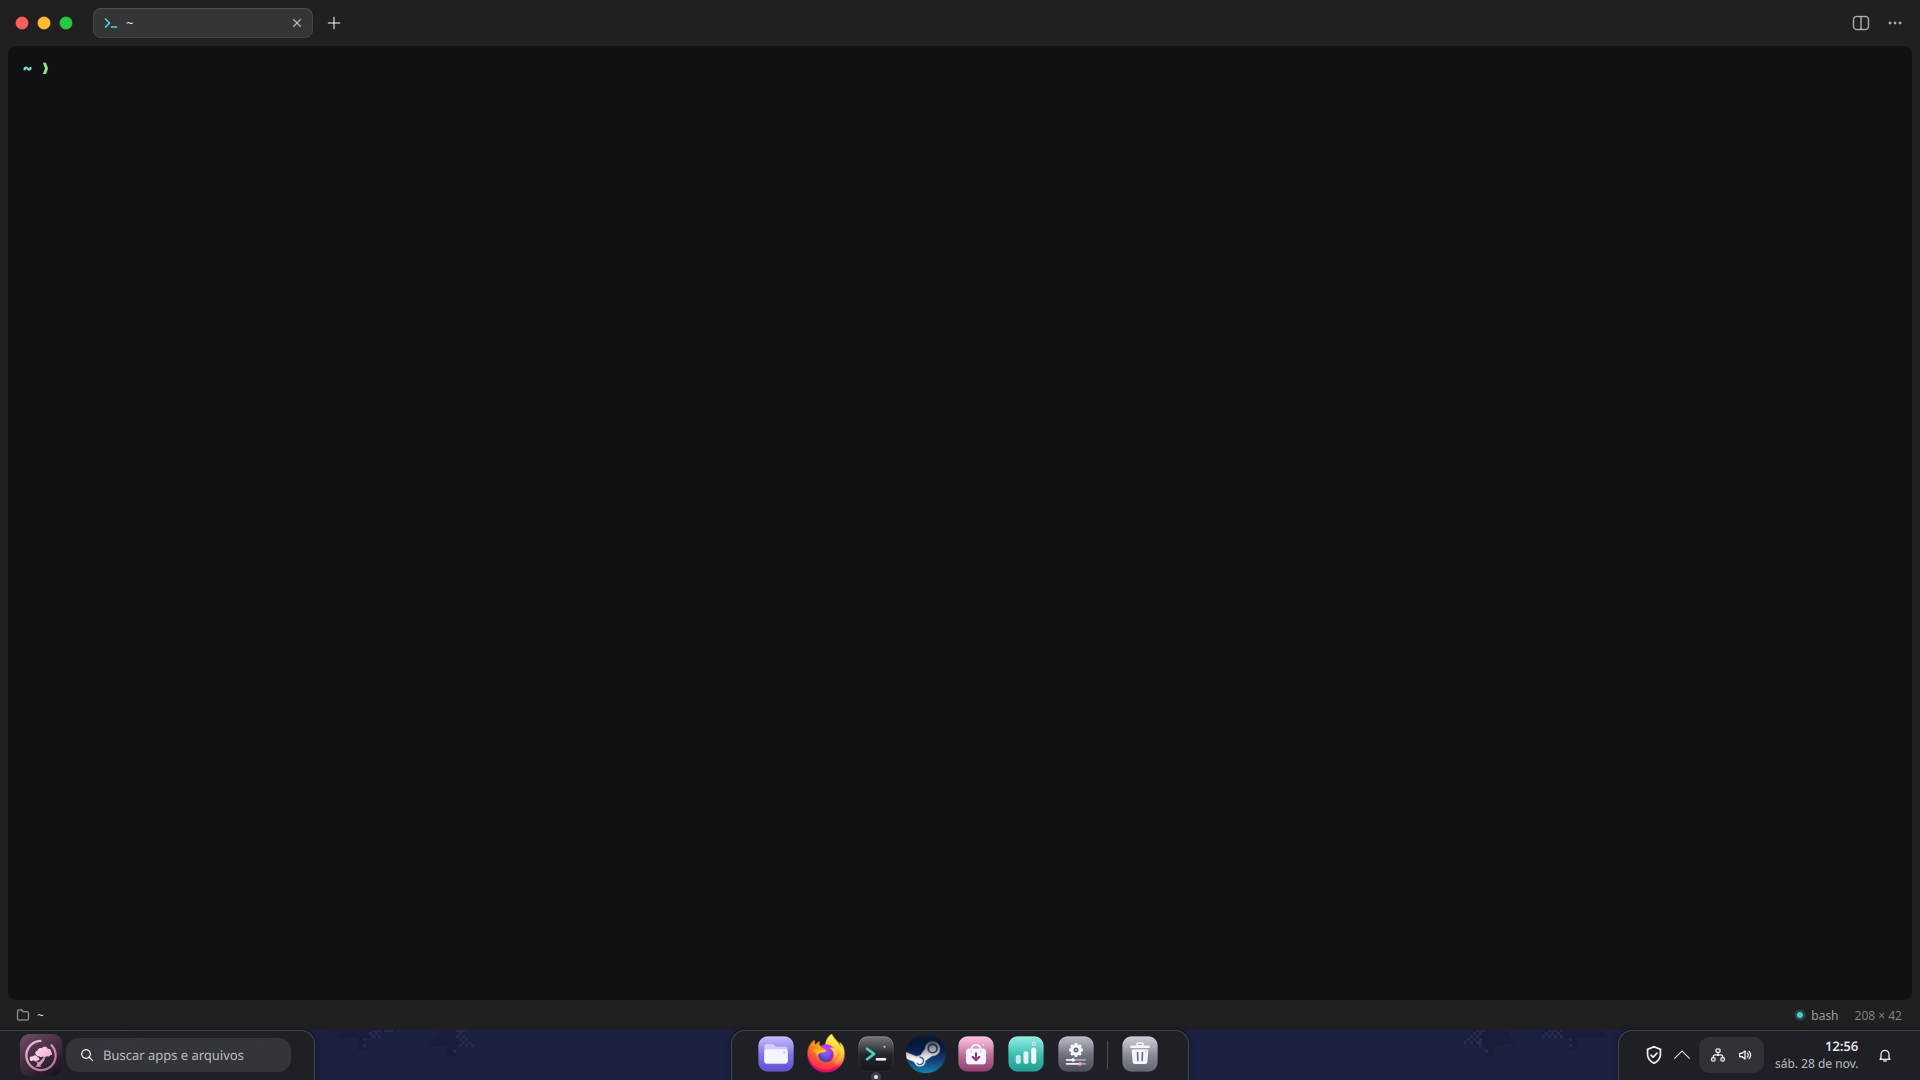 ~
~ ❯
~
bash 208 × 42
Buscar apps e arquivos
12:56
sáb. 28 de nov.